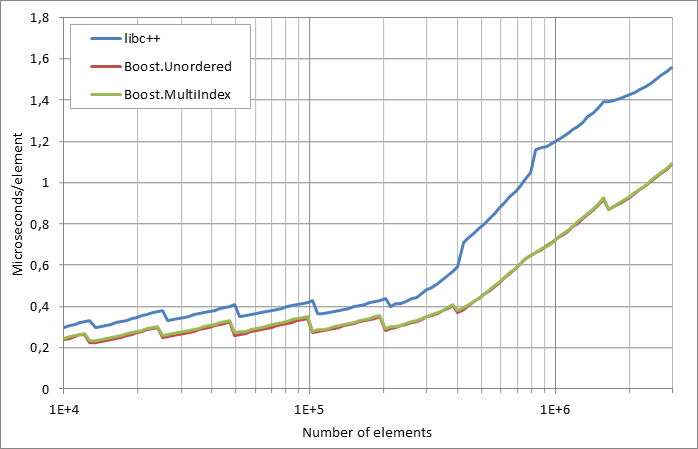 1,8
1,6
1,4
1,2
1
0,8
0,6
0,4
0,2
0
Microseconds/element
libc++
Boost.Unordered
Boost.MultiIndex
1E+4 1E+5 1E+6
Number of elements